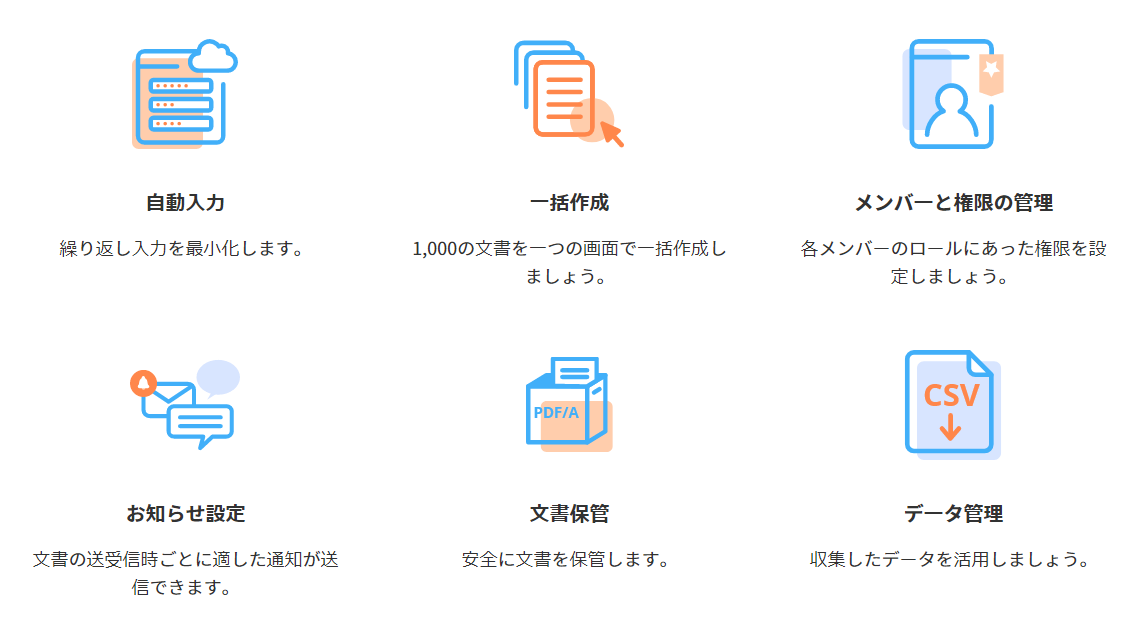 自動入力
繰り返し入力を最小化します。
一括作成
1,000の文書を一つの画面で一括作成し
ましょう。
メンバーと権限の管理
各メンバーのロールにあった権限を設
定しましょう。
お知らせ設定
文書の送受信時ごとに適した通知が送
信できます。
PDF/A
文書保管
安全に文書を保管します。
CSV
データ管理
収集したデータを活用しましょう。